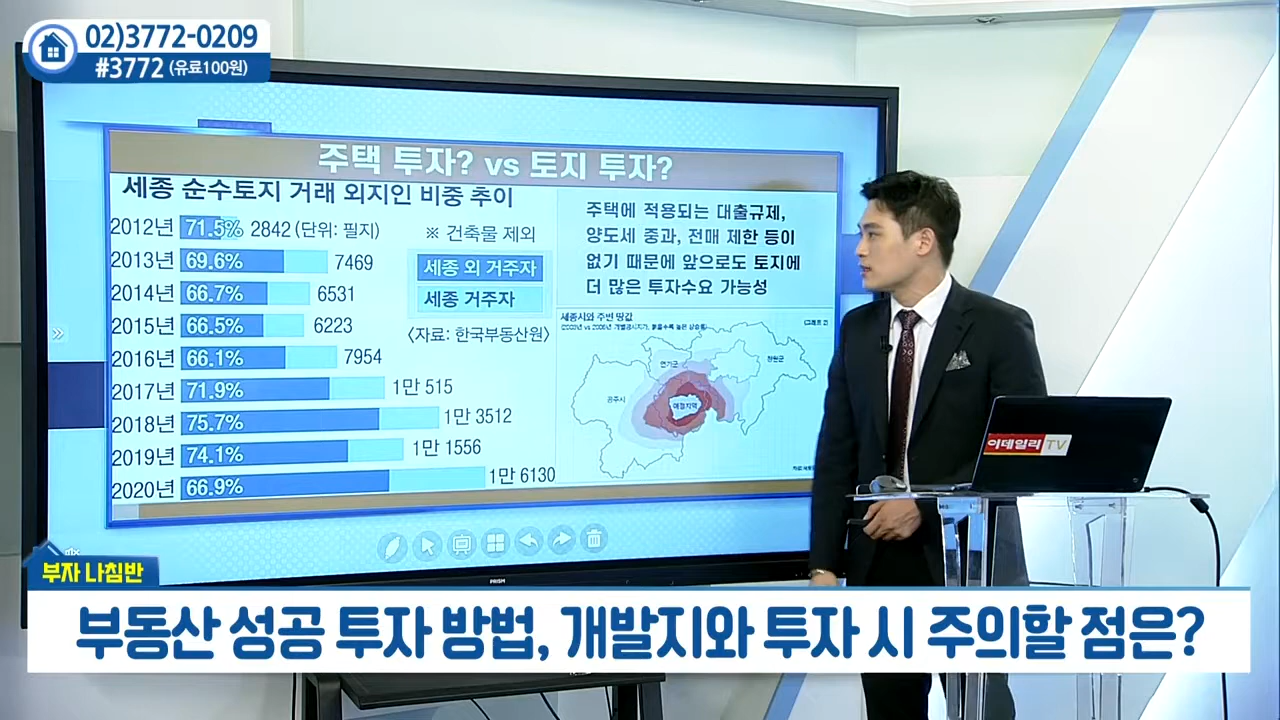 02)3772-0209
#3772 (유료100원)
주택 투자? vs 토지 투자?
세종 순수토지 거래 외지인 비중 추이
2012년 71.5% 2842 (단위: 필지)
※ 건축물 제외
2013년 69.6% 7469
세종 외 거주자
2014년 66.7% 6531
세종 거주자
2015년 66.5% 6223
〈자료: 한국부동산원〉
2016년 66.1% 7954
2017년 71.9% 1만 515
2018년 75.7% 1만 3512
2019년 74.1% 1만 1556
2020년 66.9% 1만 6130
주택에 적용되는 대출규제,
양도세 중과, 전매 제한 등이
없기 때문에 앞으로도 토지에
더 많은 투자수요 가능성
세종시와 주변 땅값
연기군
청원군
공주시
예정지역
이데일리 TV
PRISM
부자 나침반
부동산 성공 투자 방법, 개발지와 투자 시 주의할 점은?